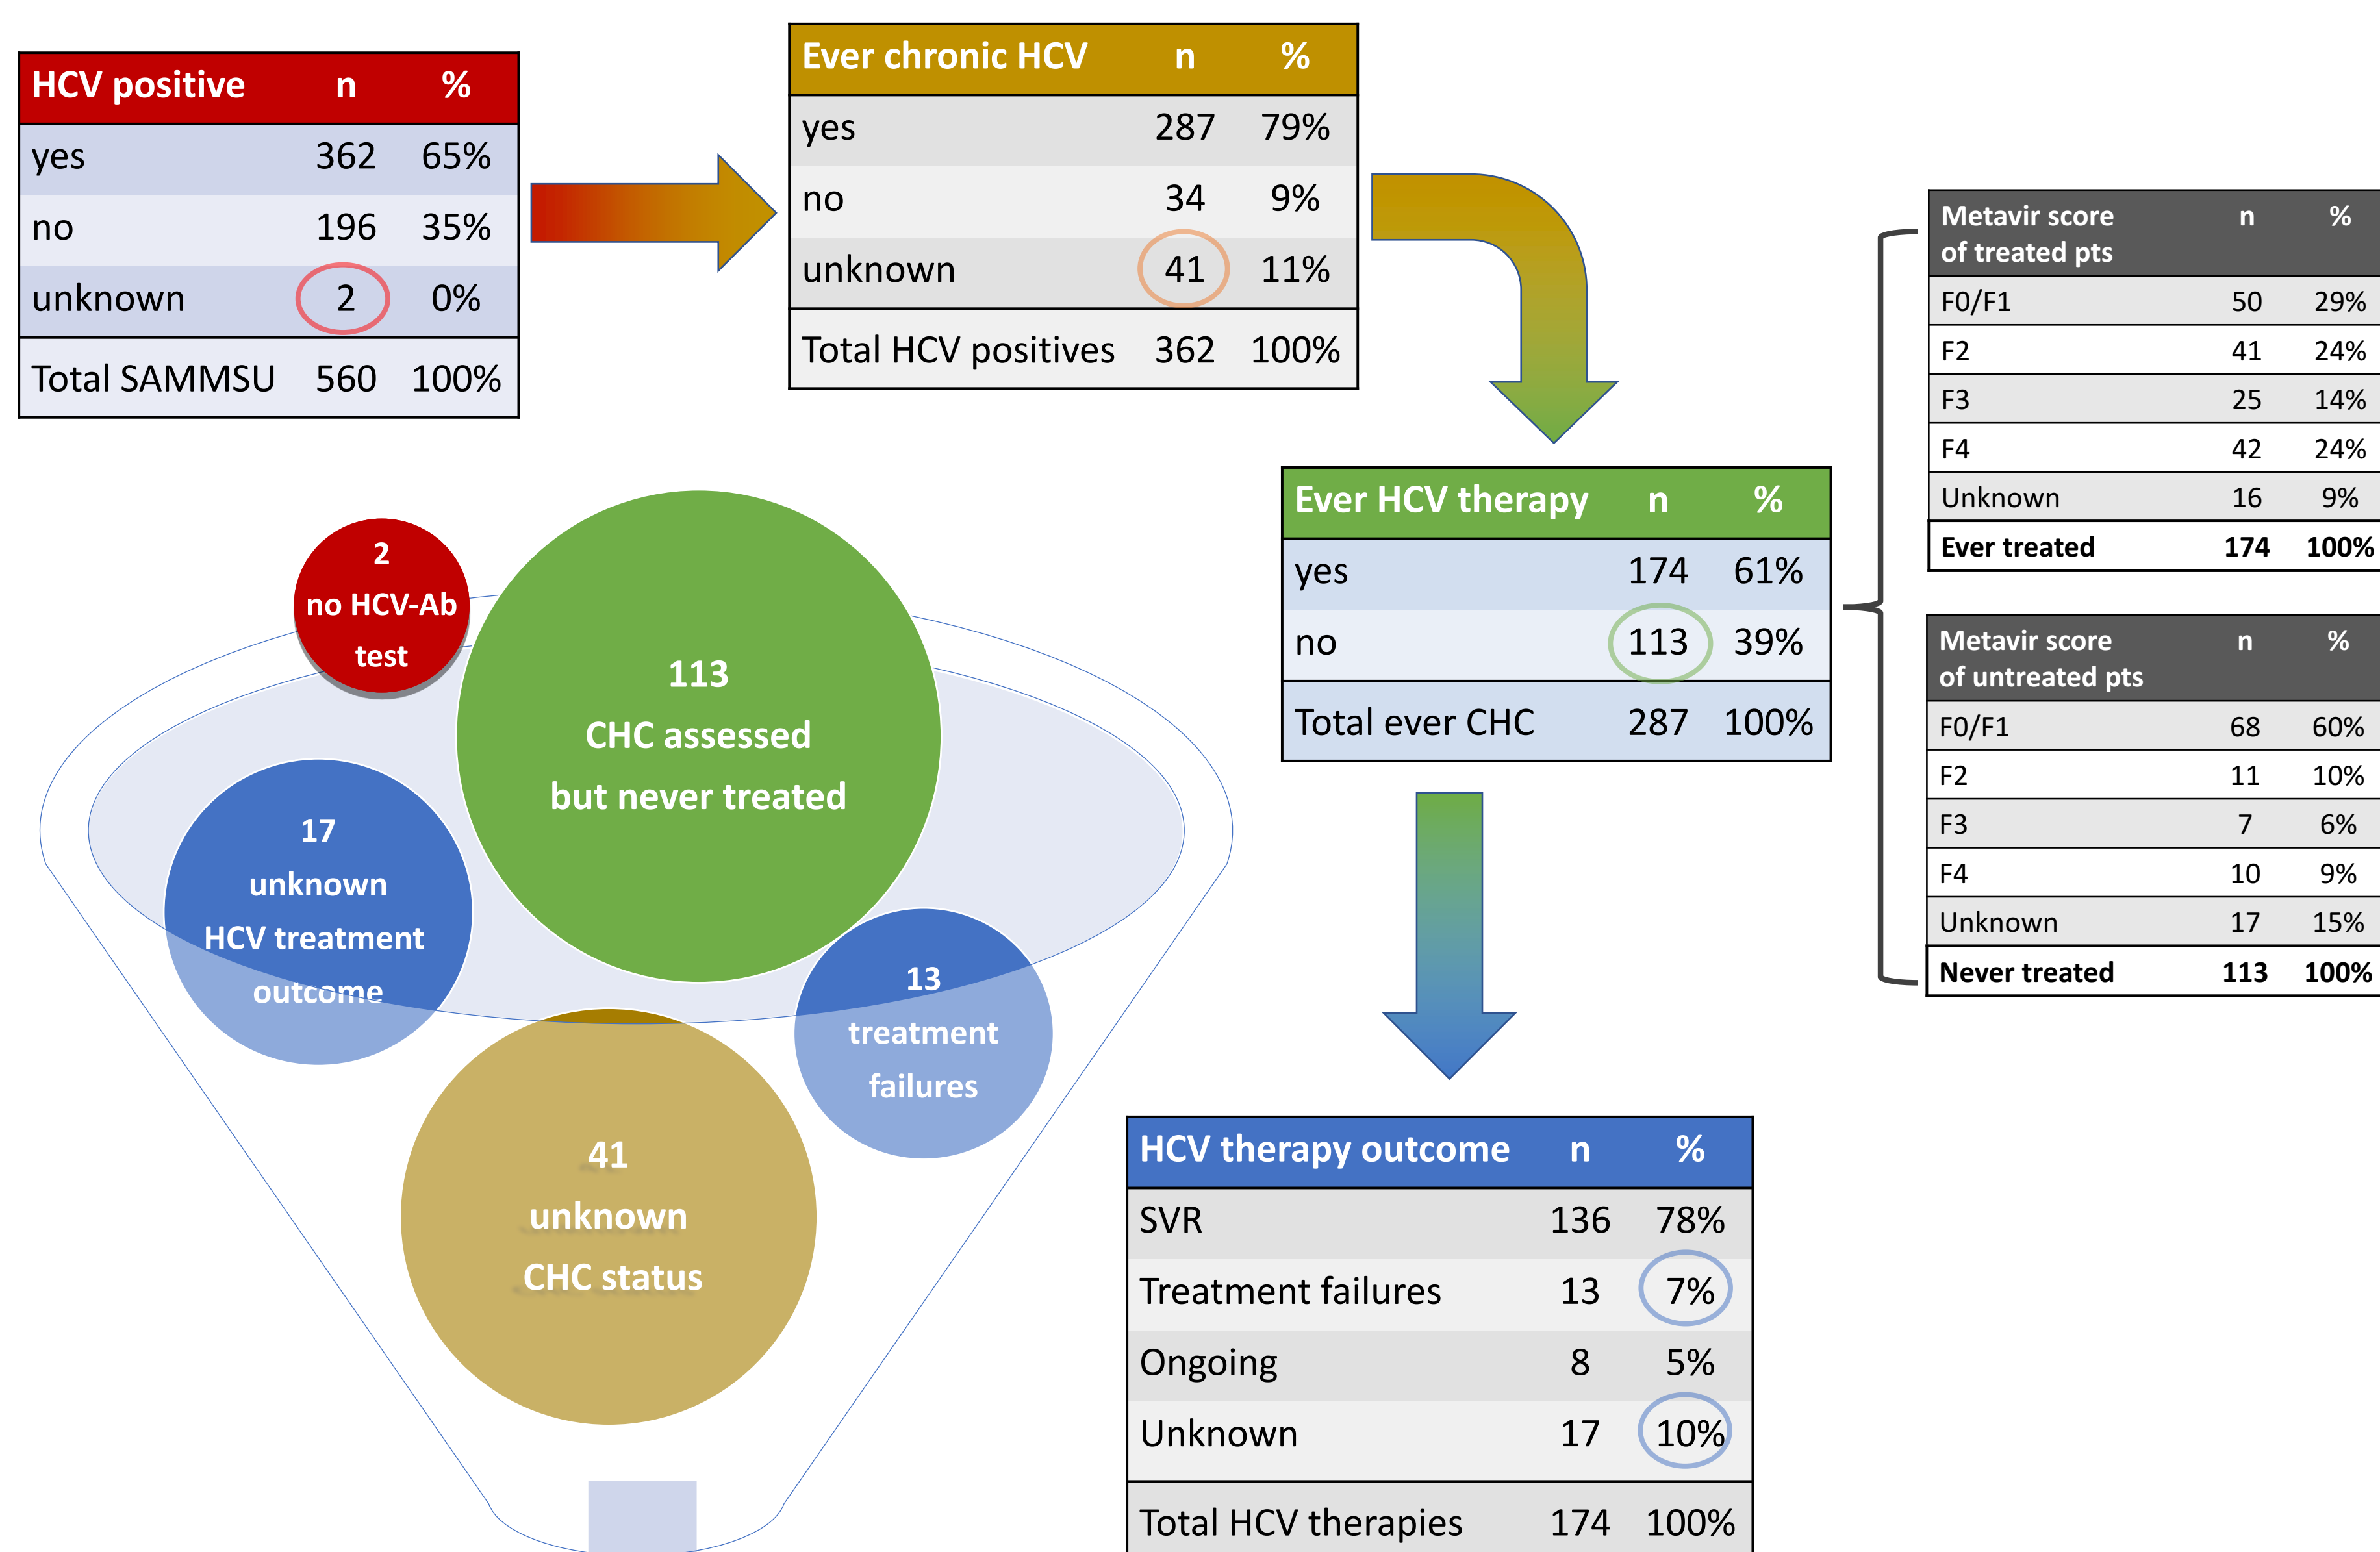 HCV positive n %
yes 362 65%
no 196 35%
unknown 2 0%
Total SAMMSU 560 100%
Ever chronic HCV n %
yes 287 79%
no 34 9%
unknown 41 11%
Total HCV positives 362 100%
Ever HCV therapy n %
yes 174 61%
no 113 39%
Total ever CHC 287 100%
Metavir score n %
of treated pts
F0/F1 50 29%
F2 41 24%
F3 25 14%
F4 42 24%
Unknown 16 9%
Ever treated 174 100%
Metavir score n %
of untreated pts
F0/F1 68 60%
F2 11 10%
F3 7 6%
F4 10 9%
Unknown 17 15%
Never treated 113 100%
HCV therapy outcome n %
SVR 136 78%
Treatment failures 13 7%
Ongoing 8 5%
Unknown 17 10%
Total HCV therapies 174 100%
2
no HCV-Ab
test
113
CHC assessed
but never treated
17
unknown
HCV treatment
outcome
13
treatment
failures
41
unknown
CHC status